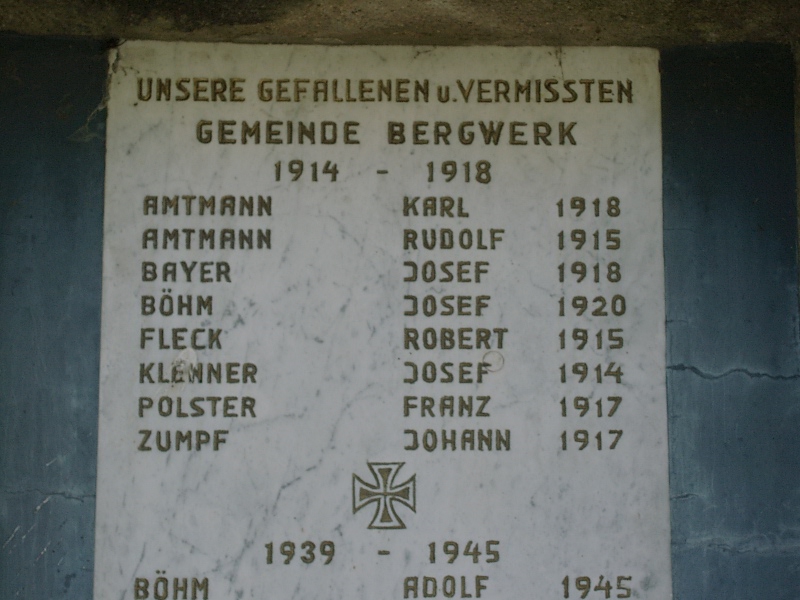 UNSERE GEFALLENEN u. VERMISSTEN
GEMEINDE BERGWERK
1914 - 1918
AMTMANN KARL 1918
AMTMANN RUDOLF 1915
BAYER JOSEF 1918
BÖHM JOSEF 1920
FLECK ROBERT 1915
KLENNER JOSEF 1914
POLSTER FRANZ 1917
ZUMPF JOHANN 1917
1939 - 1945
BÖHM ADOLF 1945